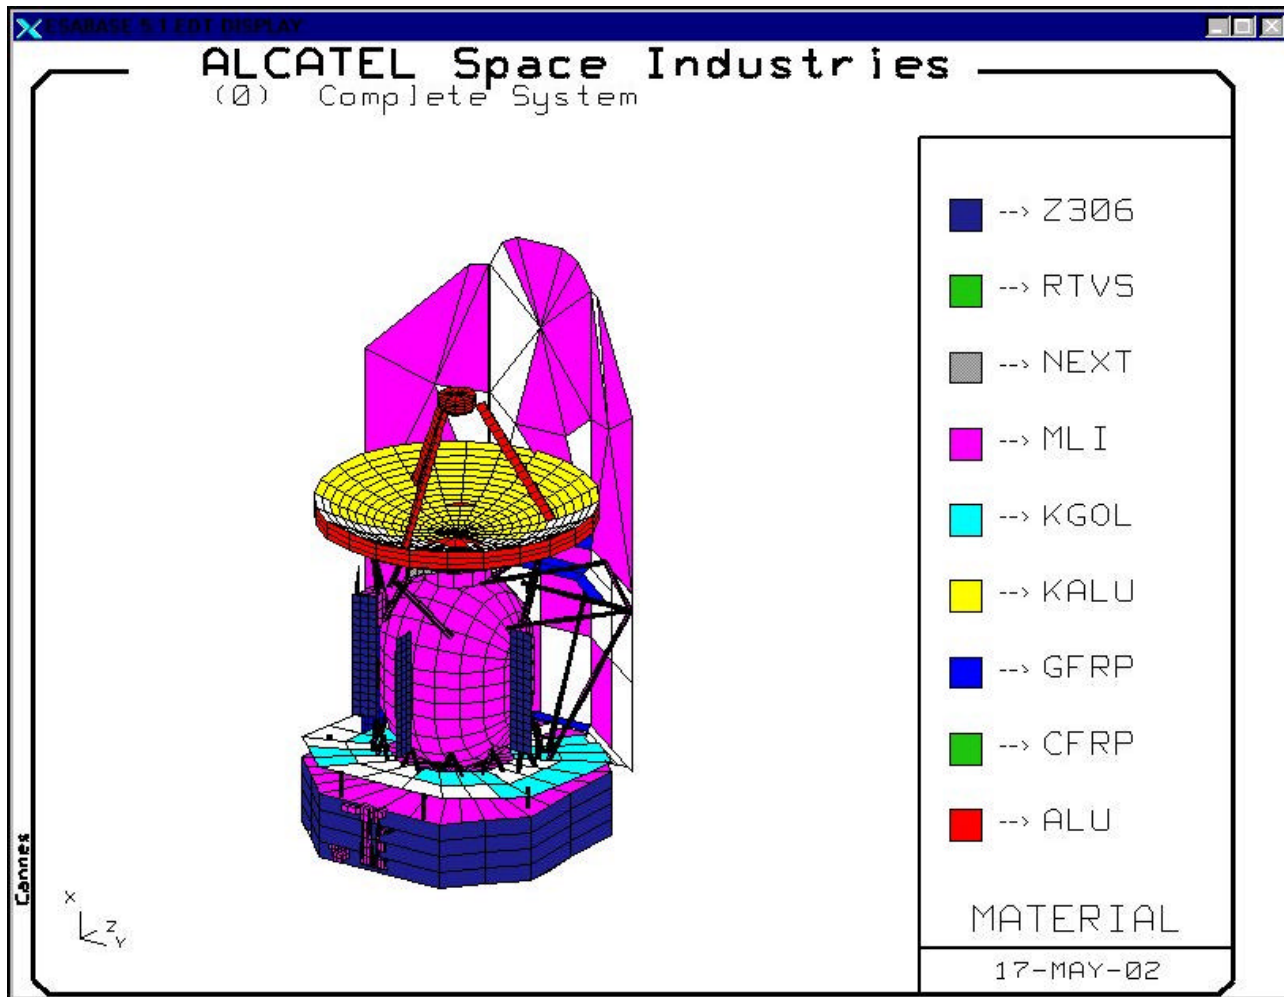 ESABASE 5.1 EDT DISPLAY
ALCATEL Space Industries
(0) Complete System
--> Z306
--> RTVS
--> NEXT
--> MLI
--> KGOL
--> KALU
--> GFRP
--> CFRP
--> ALU
MATERIAL
17-MAY-02
Cannes
X
Z
Y